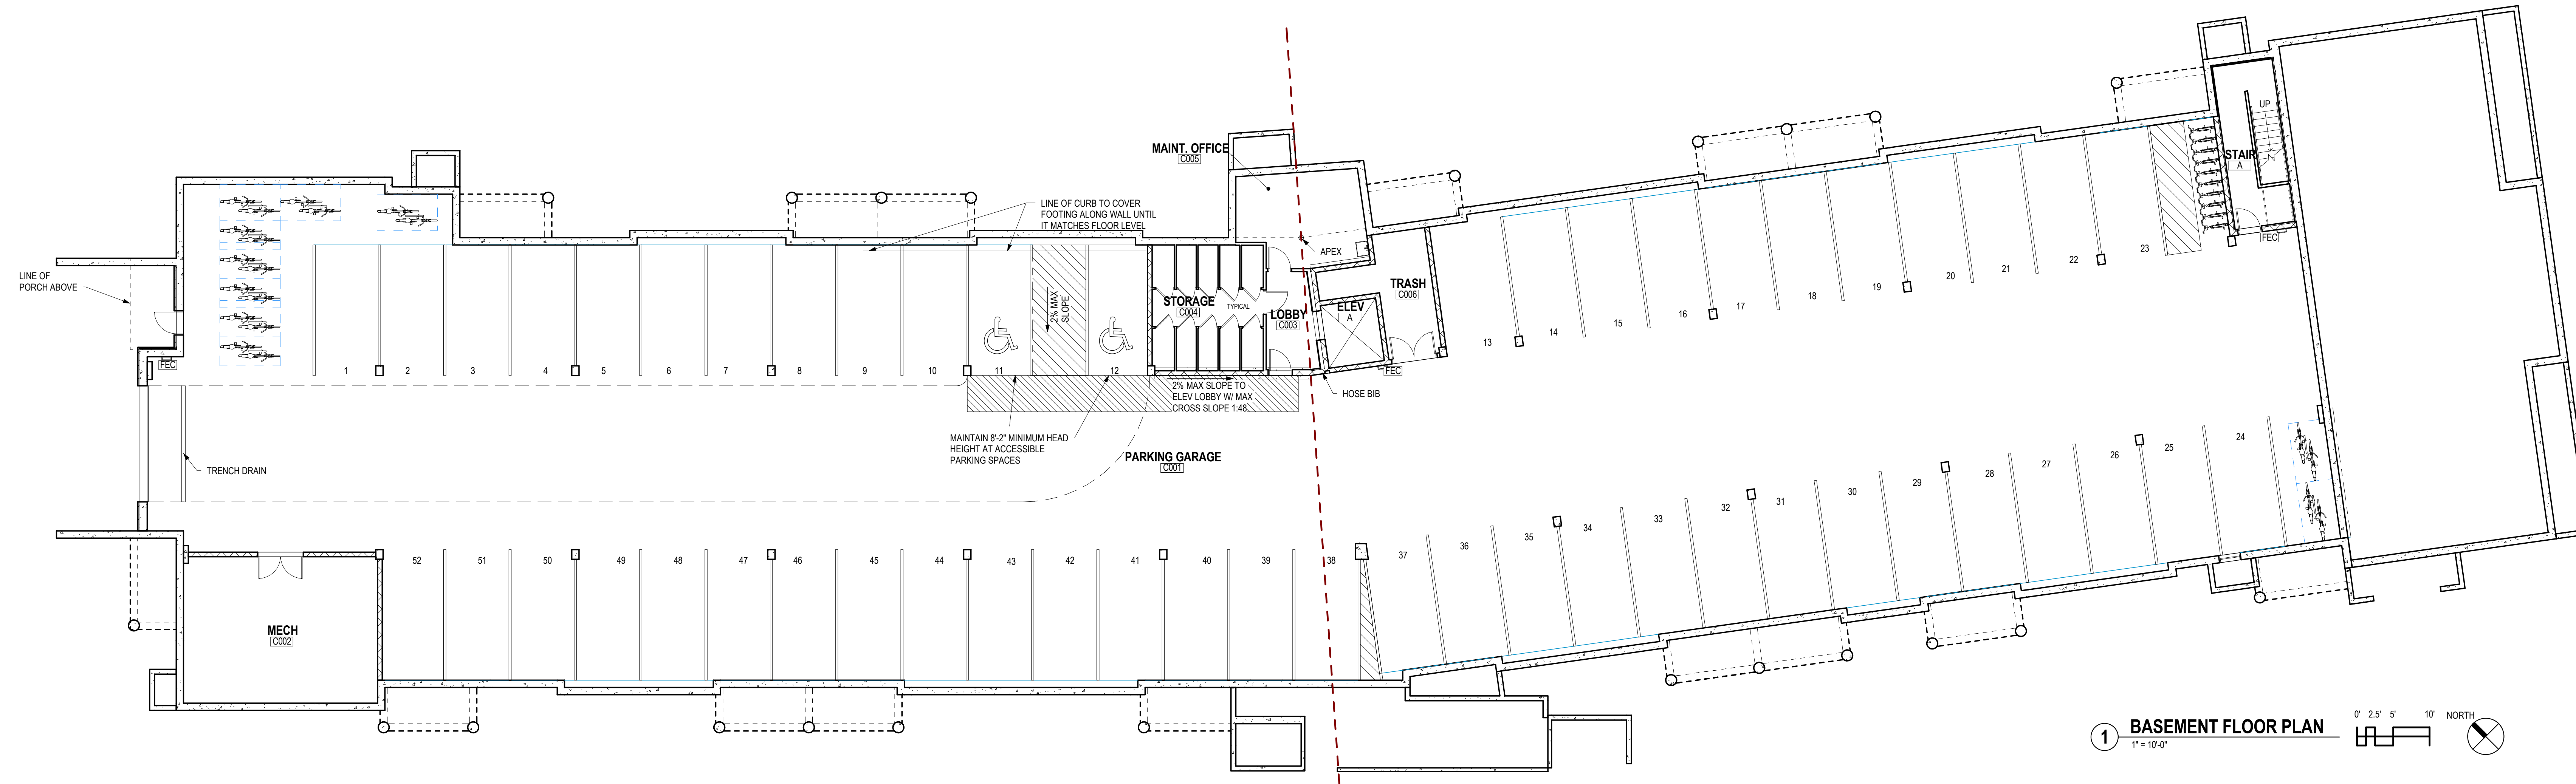 MAINT. OFFICE
C005
LINE OF CURB TO COVER
FOOTING ALONG WALL UNTIL
IT MATCHES FLOOR LEVEL
APEX
UP
STAIR
A
FEC
LINE OF
PORCH ABOVE
FEC
2% MAX
SLOPE
STORAGE
C004
TYPICAL
LOBBY
C003
ELEV
A
TRASH
C006
FEC
HOSE BIB
1 2 3 4 5 6 7 8 9 10 11 12
13 14 15 16 17 18 19 20 21 22 23
2% MAX SLOPE TO
ELEV LOBBY W/ MAX
CROSS SLOPE 1:48
MAINTAIN 8'-2" MINIMUM HEAD
HEIGHT AT ACCESSIBLE
PARKING SPACES
PARKING GARAGE
C001
TRENCH DRAIN
MECH
C002
52 51 50 49 48 47 46 45 44 43 42 41 40 39 38
37 36 35 34 33 32 31 30 29 28 27 26 25 24
1
BASEMENT FLOOR PLAN
1" = 10'-0"
0' 2.5' 5' 10'
NORTH